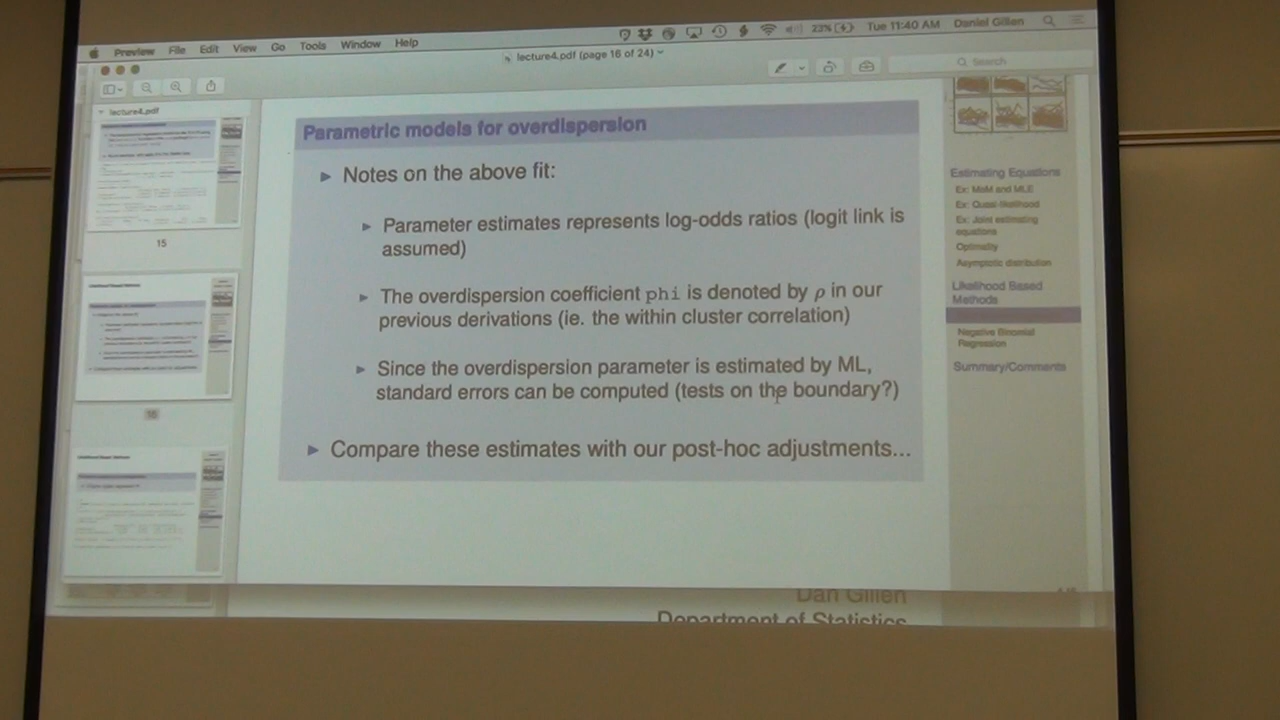 Preview File Edit View Go Tools Window Help
23% Tue 11:40 AM Daniel Gillen
lecture4.pdf (page 16 of 24)
Search
lecture4.pdf
15
16
Parametric models for overdispersion
Notes on the above fit:
Parameter estimates represents log-odds ratios (logit link is
assumed)
The overdispersion coefficient phi is denoted by ρ in our
previous derivations (ie. the within cluster correlation)
Since the overdispersion parameter is estimated by ML,
standard errors can be computed (tests on the boundary?)
Compare these estimates with our post-hoc adjustments...
Estimating Equations
Ex: MoM and MLE
Ex: Quasi-likelihood
Ex: Joint estimating
equations
Optimality
Asymptotic distribution
Likelihood Based
Methods
Negative Binomial
Regression
Summary/Comments
Dan Gillen
Department of Statistics